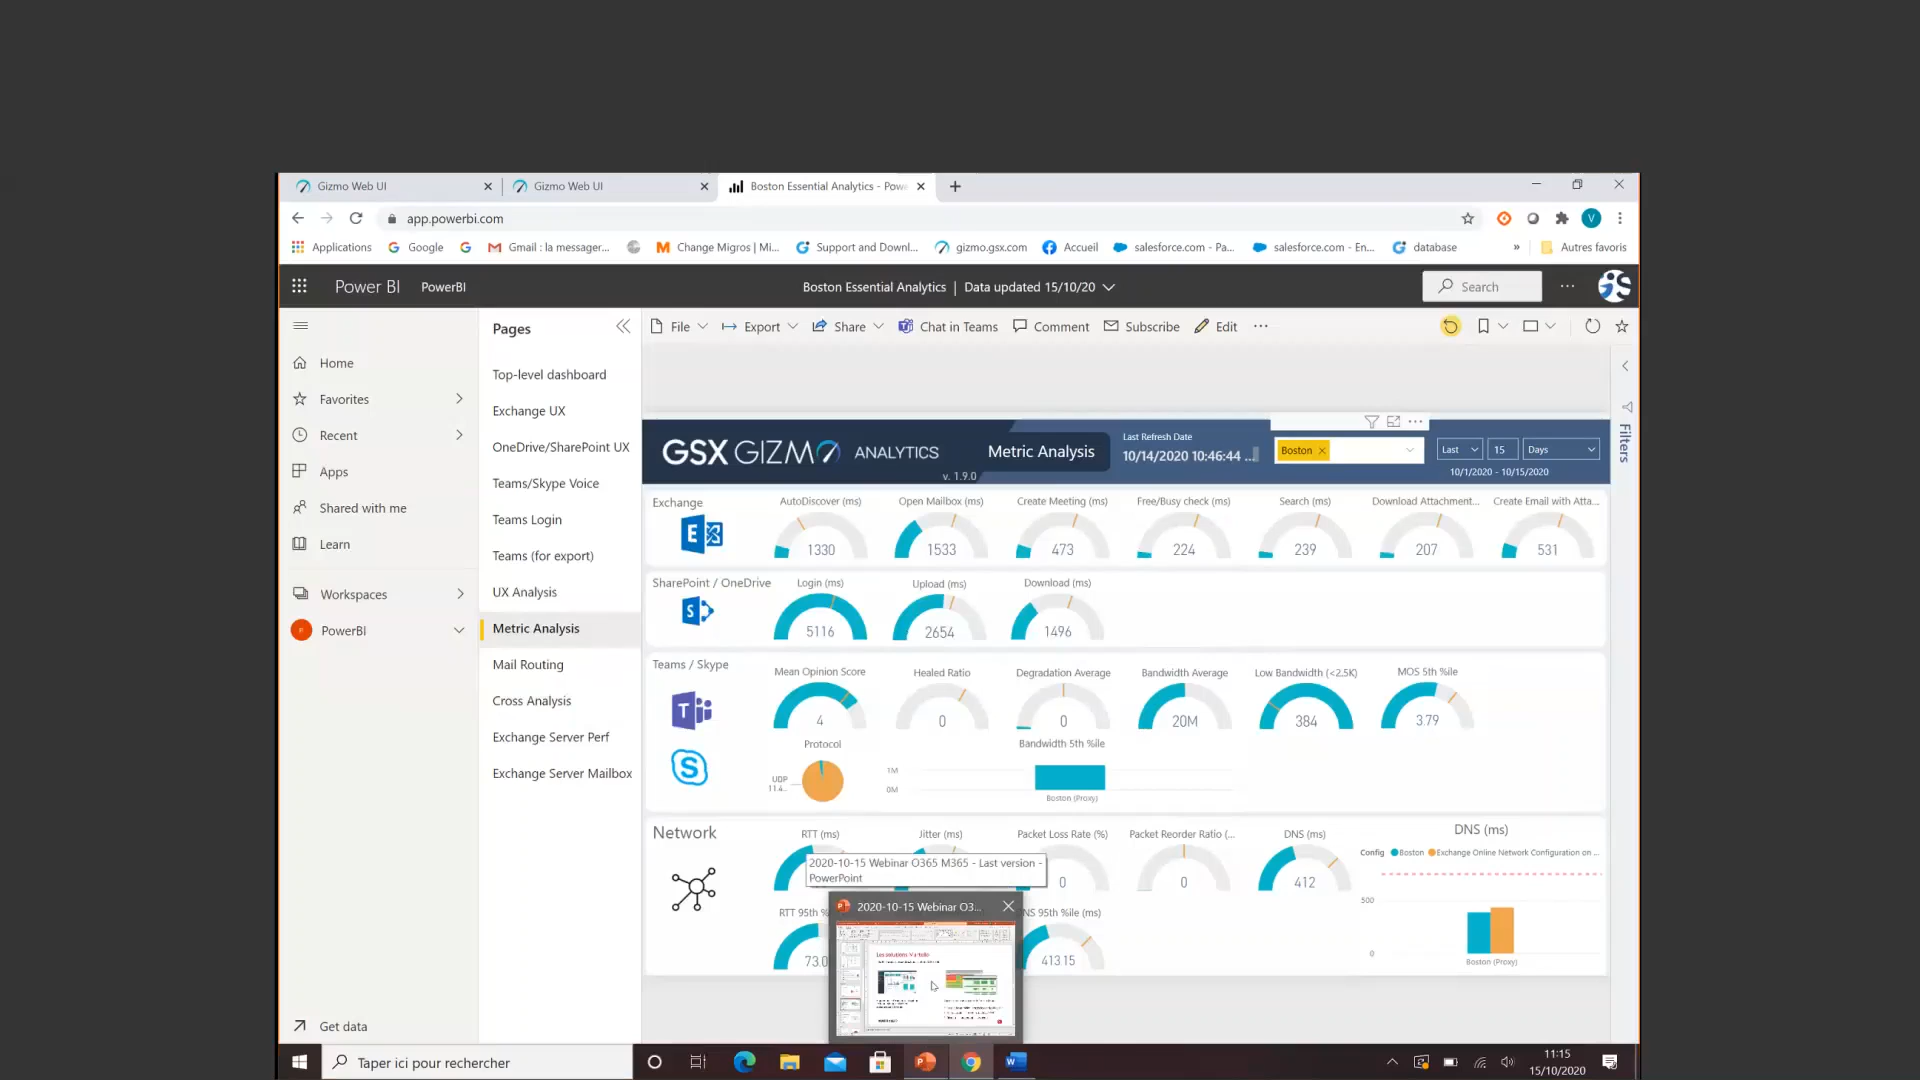 Gizmo Web UI
Gizmo Web UI
Boston Essential Analytics - Pow
app.powerbi.com
V
Applications
Google
Gmail : la messager...
Change Migros | Mi...
Support and Downl...
gizmo.gsx.com
Accueil
salesforce.com - Pa...
salesforce.com - En...
database
»
Autres favoris
Power BI PowerBI
Boston Essential Analytics | Data updated 15/10/20
Search
Home
Favorites
Recent
Apps
Shared with me
Learn
Workspaces
PowerBI
Get data
Pages
Top-level dashboard
Exchange UX
OneDrive/SharePoint UX
Teams/Skype Voice
Teams Login
Teams (for export)
UX Analysis
Metric Analysis
Mail Routing
Cross Analysis
Exchange Server Perf
Exchange Server Mailbox
File
Export
Share
Chat in Teams
Comment
Subscribe
Edit
Filters
GSX GIZMO ANALYTICS
v. 1.9.0
Metric Analysis
Last Refresh Date
10/14/2020 10:46:44 ...
Boston
Last 15 Days
10/1/2020 - 10/15/2020
Exchange
AutoDiscover (ms)
1330
Open Mailbox (ms)
1533
Create Meeting (ms)
473
Free/Busy check (ms)
224
Search (ms)
239
Download Attachment...
207
Create Email with Atta...
531
SharePoint / OneDrive
Login (ms)
5116
Upload (ms)
2654
Download (ms)
1496
Teams / Skype
Mean Opinion Score
4
Healed Ratio
0
Degradation Average
0
Bandwidth Average
20M
Low Bandwidth (<2.5K)
384
MOS 5th %ile
3.79
Protocol
UDP
11.4...
Bandwidth 5th %ile
1M
0M
Boston (Proxy)
Network
RTT (ms)
Jitter (ms)
Packet Loss Rate (%)
0
Packet Reorder Ratio (...
0
DNS (ms)
412
DNS (ms)
Config Boston Exchange Online Network Configuration on ...
500
0
Boston (Proxy)
RTT 95th %
73.0
NS 95th %ile (ms)
413.15
2020-10-15 Webinar O365 M365 - Last version -
PowerPoint
2020-10-15 Webinar O3...
Taper ici pour rechercher
11:15
15/10/2020